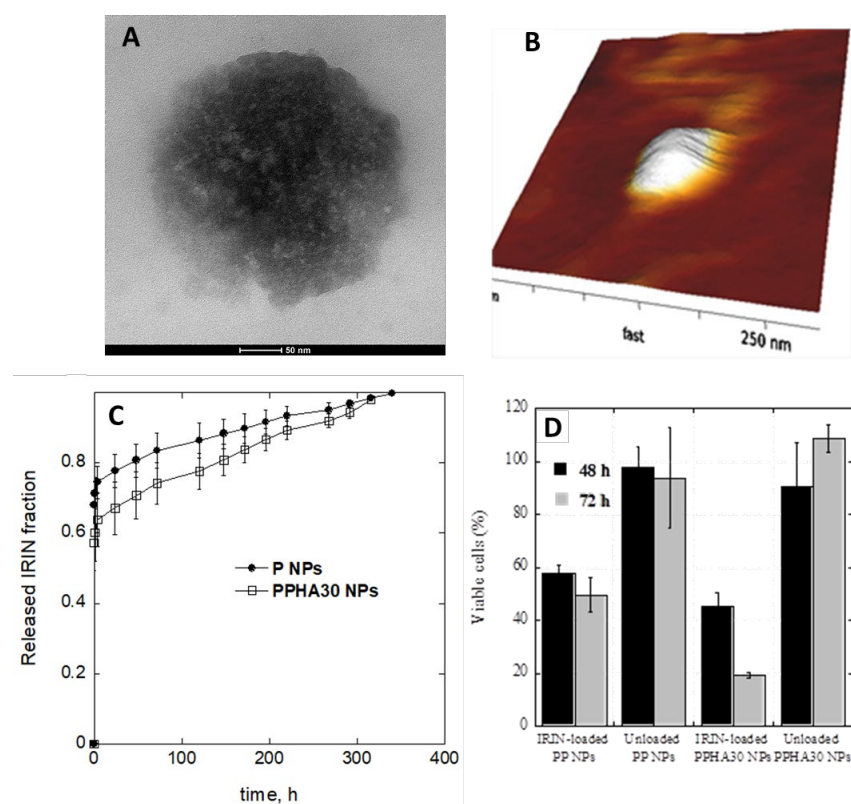 A
50 nm
B
n
fast
250 nm
C
Released IRIN fraction
0.8
0.6
0.4
0.2
0
P NPs
PPHA30 NPs
0
100
200
300
400
time, h
D
Viable cells (%)
120
100
80
60
40
20
0
48 h
72 h
IRIN-loaded
PP NPs
Unloaded
PP NPs
IRIN-loaded
PPHA30 NPs
Unloaded
PPHA30 NPs